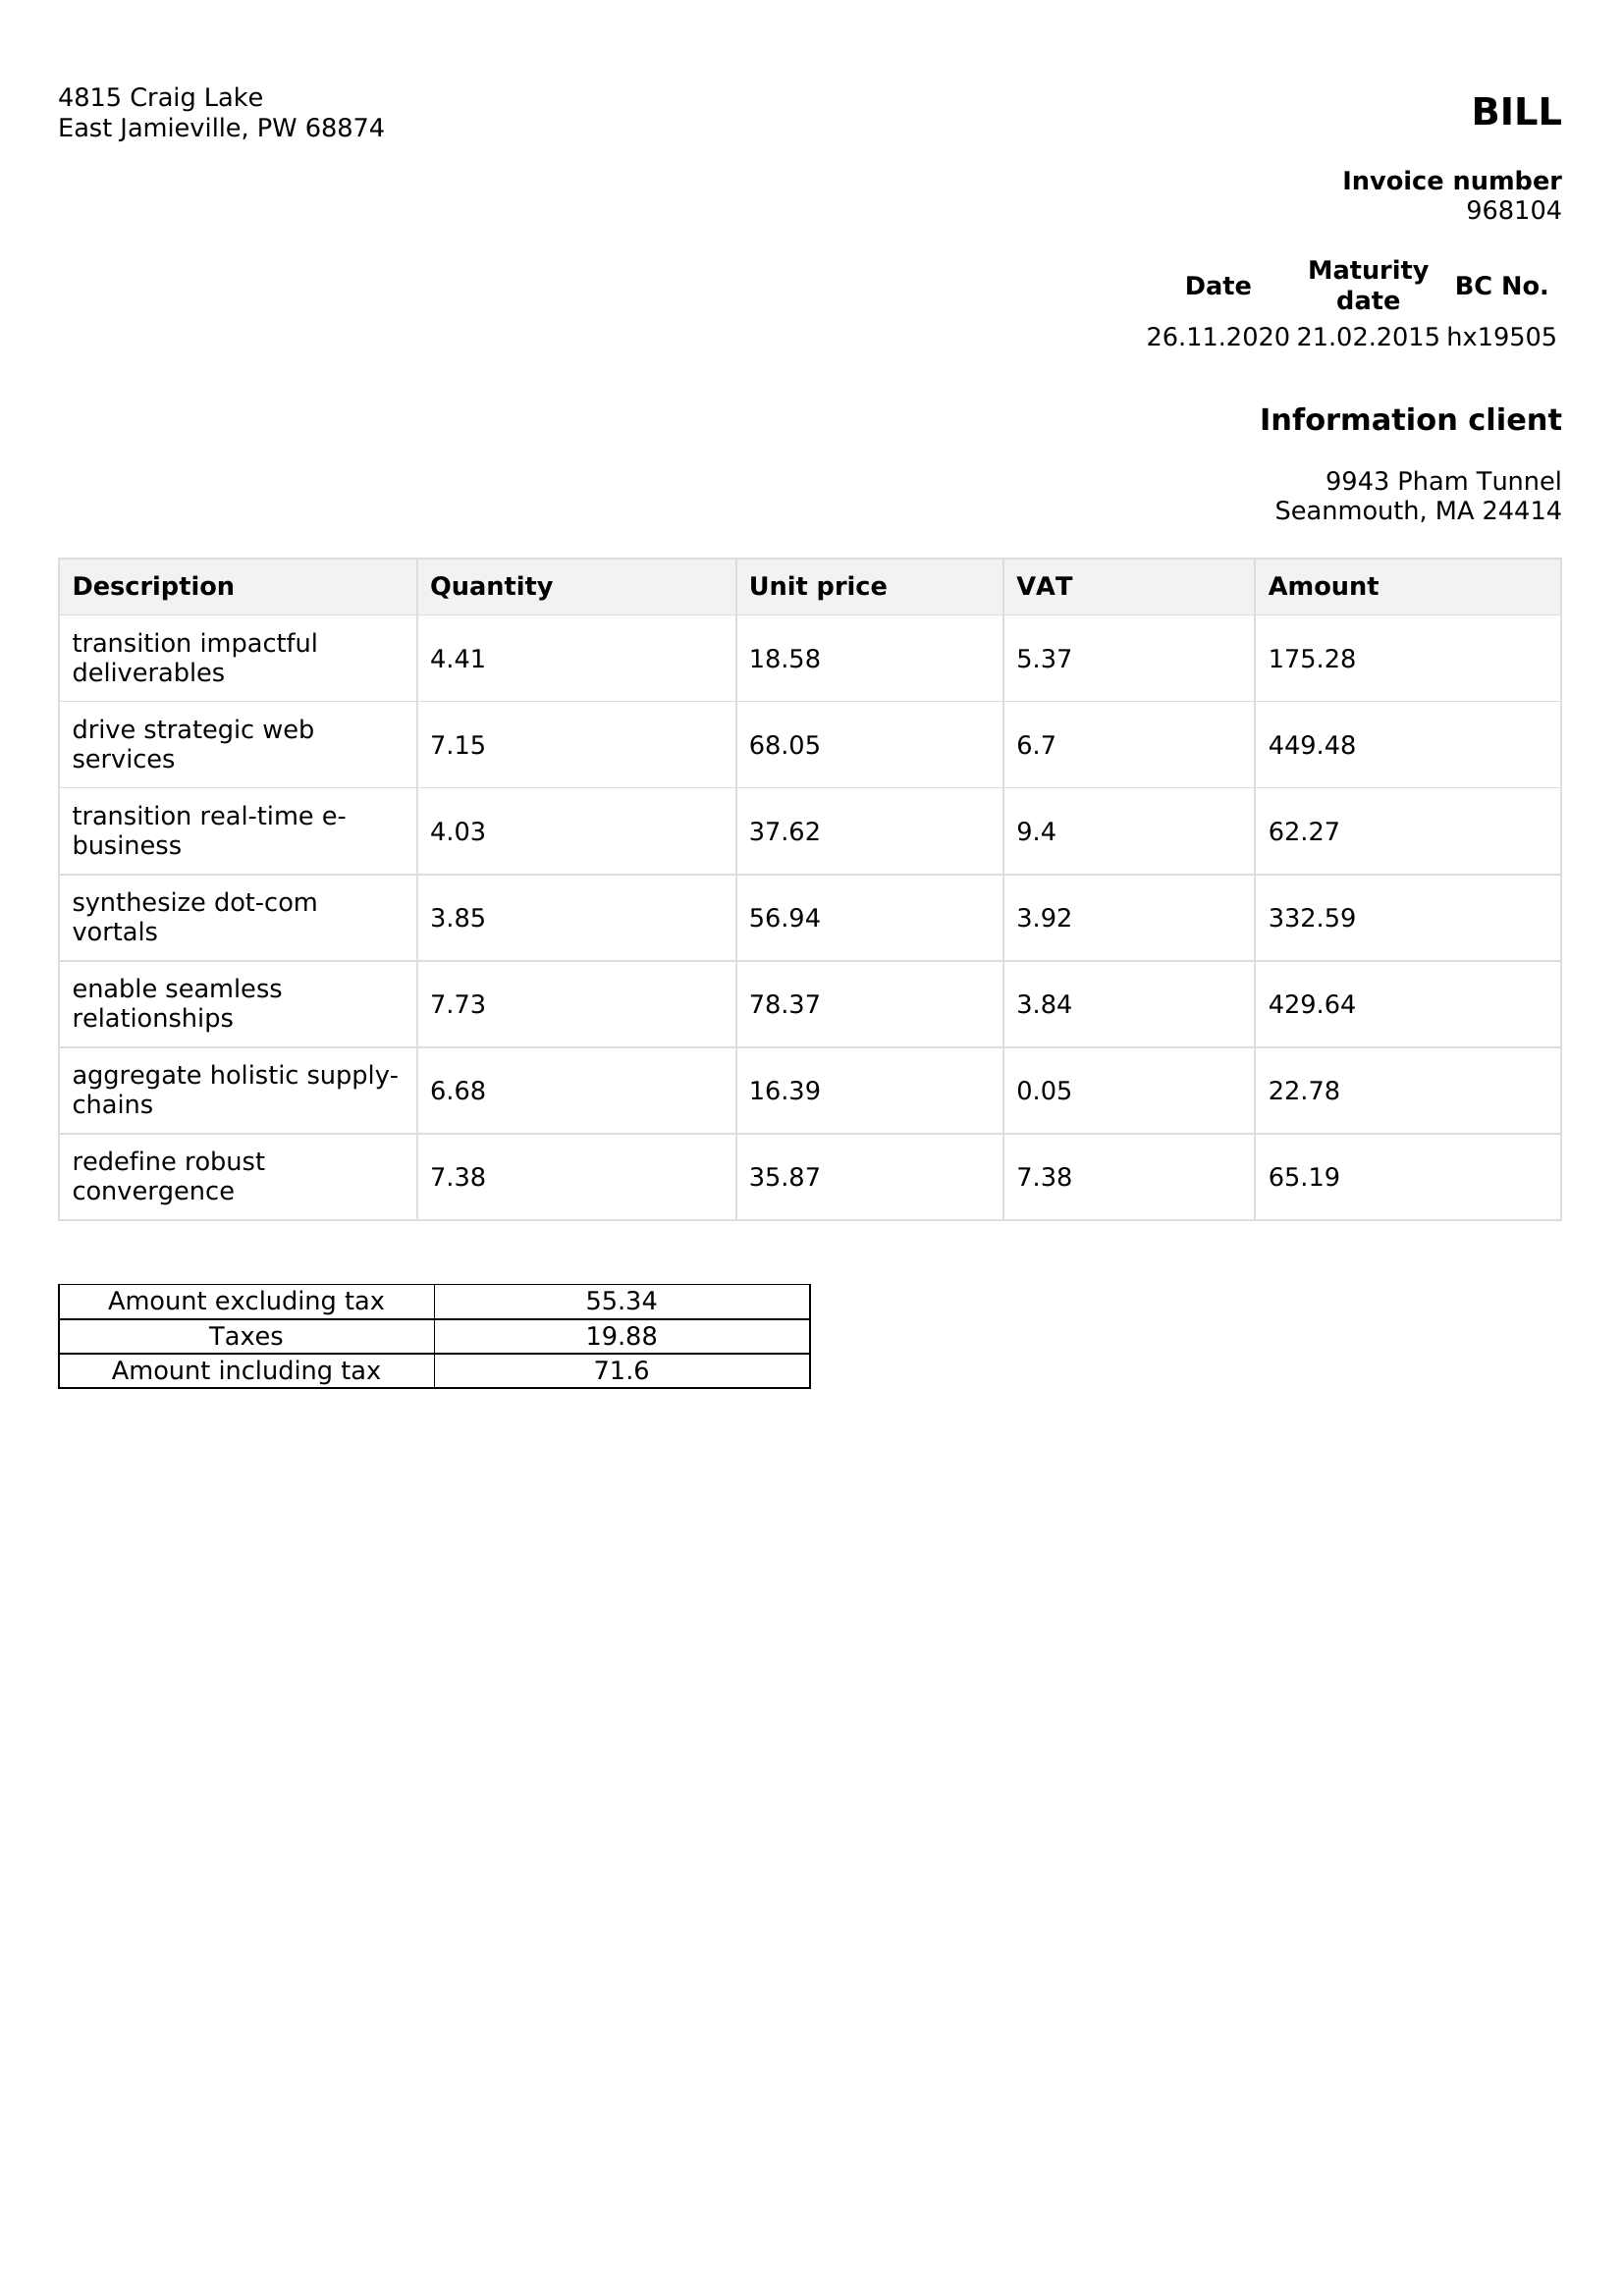 4815 Craig Lake
East Jamieville, PW 68874
BILL
Invoice number
968104
Date Maturity date BC No.
26.11.2020 21.02.2015 hx19505
Information client
9943 Pham Tunnel
Seanmouth, MA 24414
Description Quantity Unit price VAT Amount
transition impactful
deliverables 4.41 18.58 5.37 175.28
drive strategic web
services 7.15 68.05 6.7 449.48
transition real-time e-
business 4.03 37.62 9.4 62.27
synthesize dot-com
vortals 3.85 56.94 3.92 332.59
enable seamless
relationships 7.73 78.37 3.84 429.64
aggregate holistic supply-
chains 6.68 16.39 0.05 22.78
redefine robust
convergence 7.38 35.87 7.38 65.19
Amount excluding tax 55.34
Taxes 19.88
Amount including tax 71.6